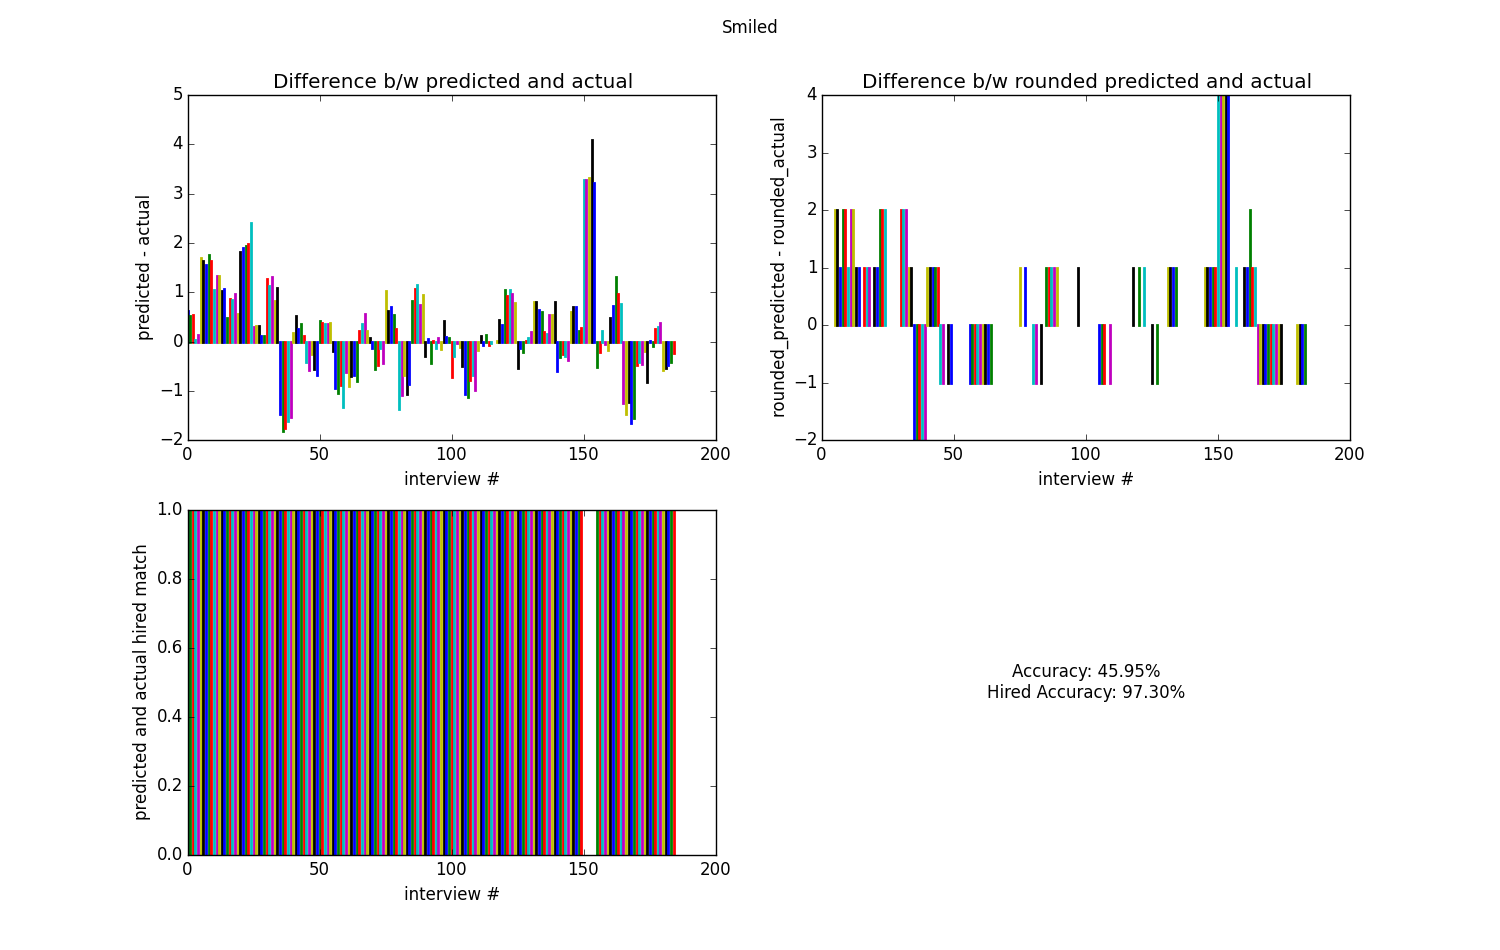 Smiled
Difference b/w predicted and actual
5
4
3
2
1
0
−1
−2
predicted - actual
0 50 100 150 200
interview #
Difference b/w rounded predicted and actual
4
3
2
1
0
−1
−2
rounded_predicted - rounded_actual
0 50 100 150 200
interview #
1.0
0.8
0.6
0.4
0.2
0.0
predicted and actual hired match
0 50 100 150 200
interview #
Accuracy: 45.95%
Hired Accuracy: 97.30%